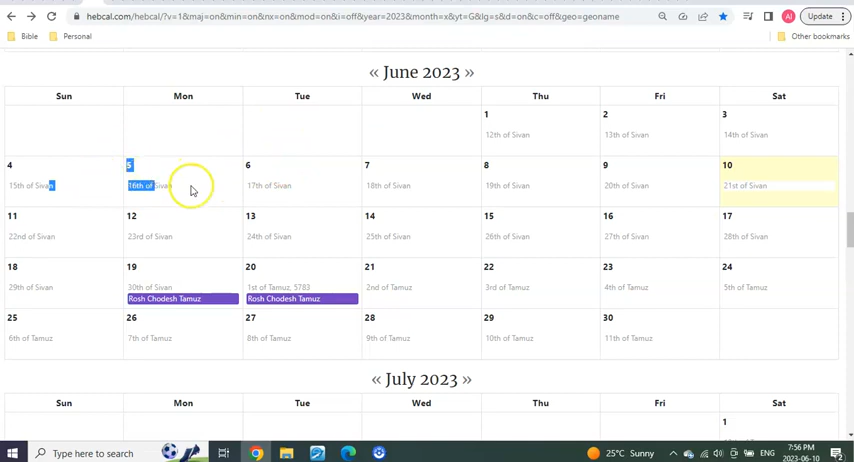 hebcal.com/hebcal/?v=1&maj=on&min=on&nx=on&mod=on&i=off&year=2023&month=x&yt=G&lg=s&d=on&c=off&geo=geoname
AI
Update
Bible Personal Other bookmarks
« June 2023 »
Sun Mon Tue Wed Thu Fri Sat
1 2 3
12th of Sivan 13th of Sivan 14th of Sivan
4 5 6 7 8 9 10
15th of Sivan 16th of Sivan 17th of Sivan 18th of Sivan 19th of Sivan 20th of Sivan 21st of Sivan
11 12 13 14 15 16 17
22nd of Sivan 23rd of Sivan 24th of Sivan 25th of Sivan 26th of Sivan 27th of Sivan 28th of Sivan
18 19 20 21 22 23 24
29th of Sivan 30th of Sivan 1st of Tamuz, 5783 2nd of Tamuz 3rd of Tamuz 4th of Tamuz 5th of Tamuz
Rosh Chodesh Tamuz Rosh Chodesh Tamuz
25 26 27 28 29 30
6th of Tamuz 7th of Tamuz 8th of Tamuz 9th of Tamuz 10th of Tamuz 11th of Tamuz
« July 2023 »
Sun Mon Tue Wed Thu Fri Sat
1
Type here to search
25°C Sunny
ENG
7:56 PM
2023-06-10
2